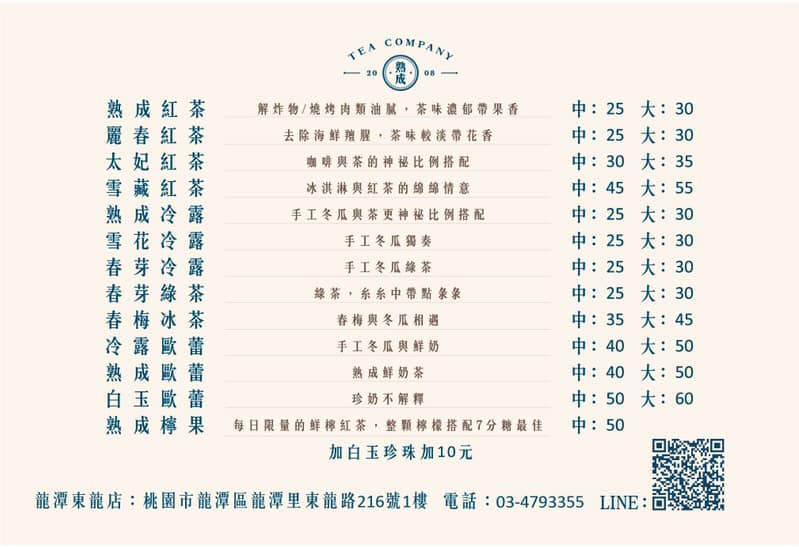 TEA COMPANY
20 熟成 08
熟成紅茶 解炸物/燒烤肉類油膩，茶味濃郁帶果香 中：25 大：30
麗春紅茶 去除海鮮羶腥，茶味較淡帶花香 中：25 大：30
太妃紅茶 咖啡與茶的神祕比例搭配 中：30 大：35
雪藏紅茶 冰淇淋與紅茶的綿綿情意 中：45 大：55
熟成冷露 手工冬瓜與茶更神祕比例搭配 中：25 大：30
雪花冷露 手工冬瓜獨奏 中：25 大：30
春芽冷露 手工冬瓜綠茶 中：25 大：30
春芽綠茶 綠茶，糸糸中帶點彖彖 中：25 大：30
春梅冰茶 春梅與冬瓜相遇 中：35 大：45
冷露歐蕾 手工冬瓜與鮮奶 中：40 大：50
熟成歐蕾 熟成鮮奶茶 中：40 大：50
白玉歐蕾 珍奶不解釋 中：50 大：60
熟成檸果 每日限量的鮮檸紅茶，整顆檸檬搭配7分糖最佳 中：50
加白玉珍珠加10元
龍潭東龍店：桃園市龍潭區龍潭里東龍路216號1樓 電話：03-4793355 LINE：